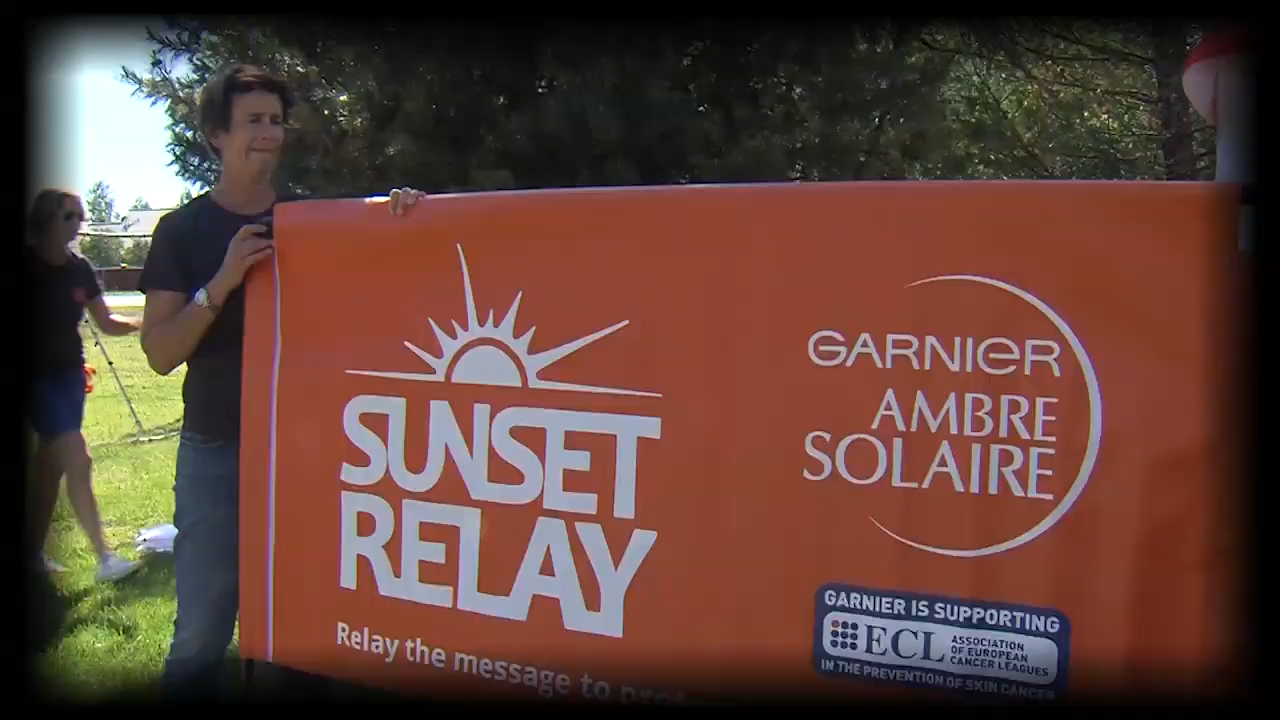 SUNSET
RELAY
Relay the message to
GARNIER
AMBRE
SOLAIRE
GARNIER IS SUPPORTING
ECL
ASSOCIATION
OF EUROPEAN
CANCER LEAGUES
IN THE PREVENTION OF SKIN CANCER